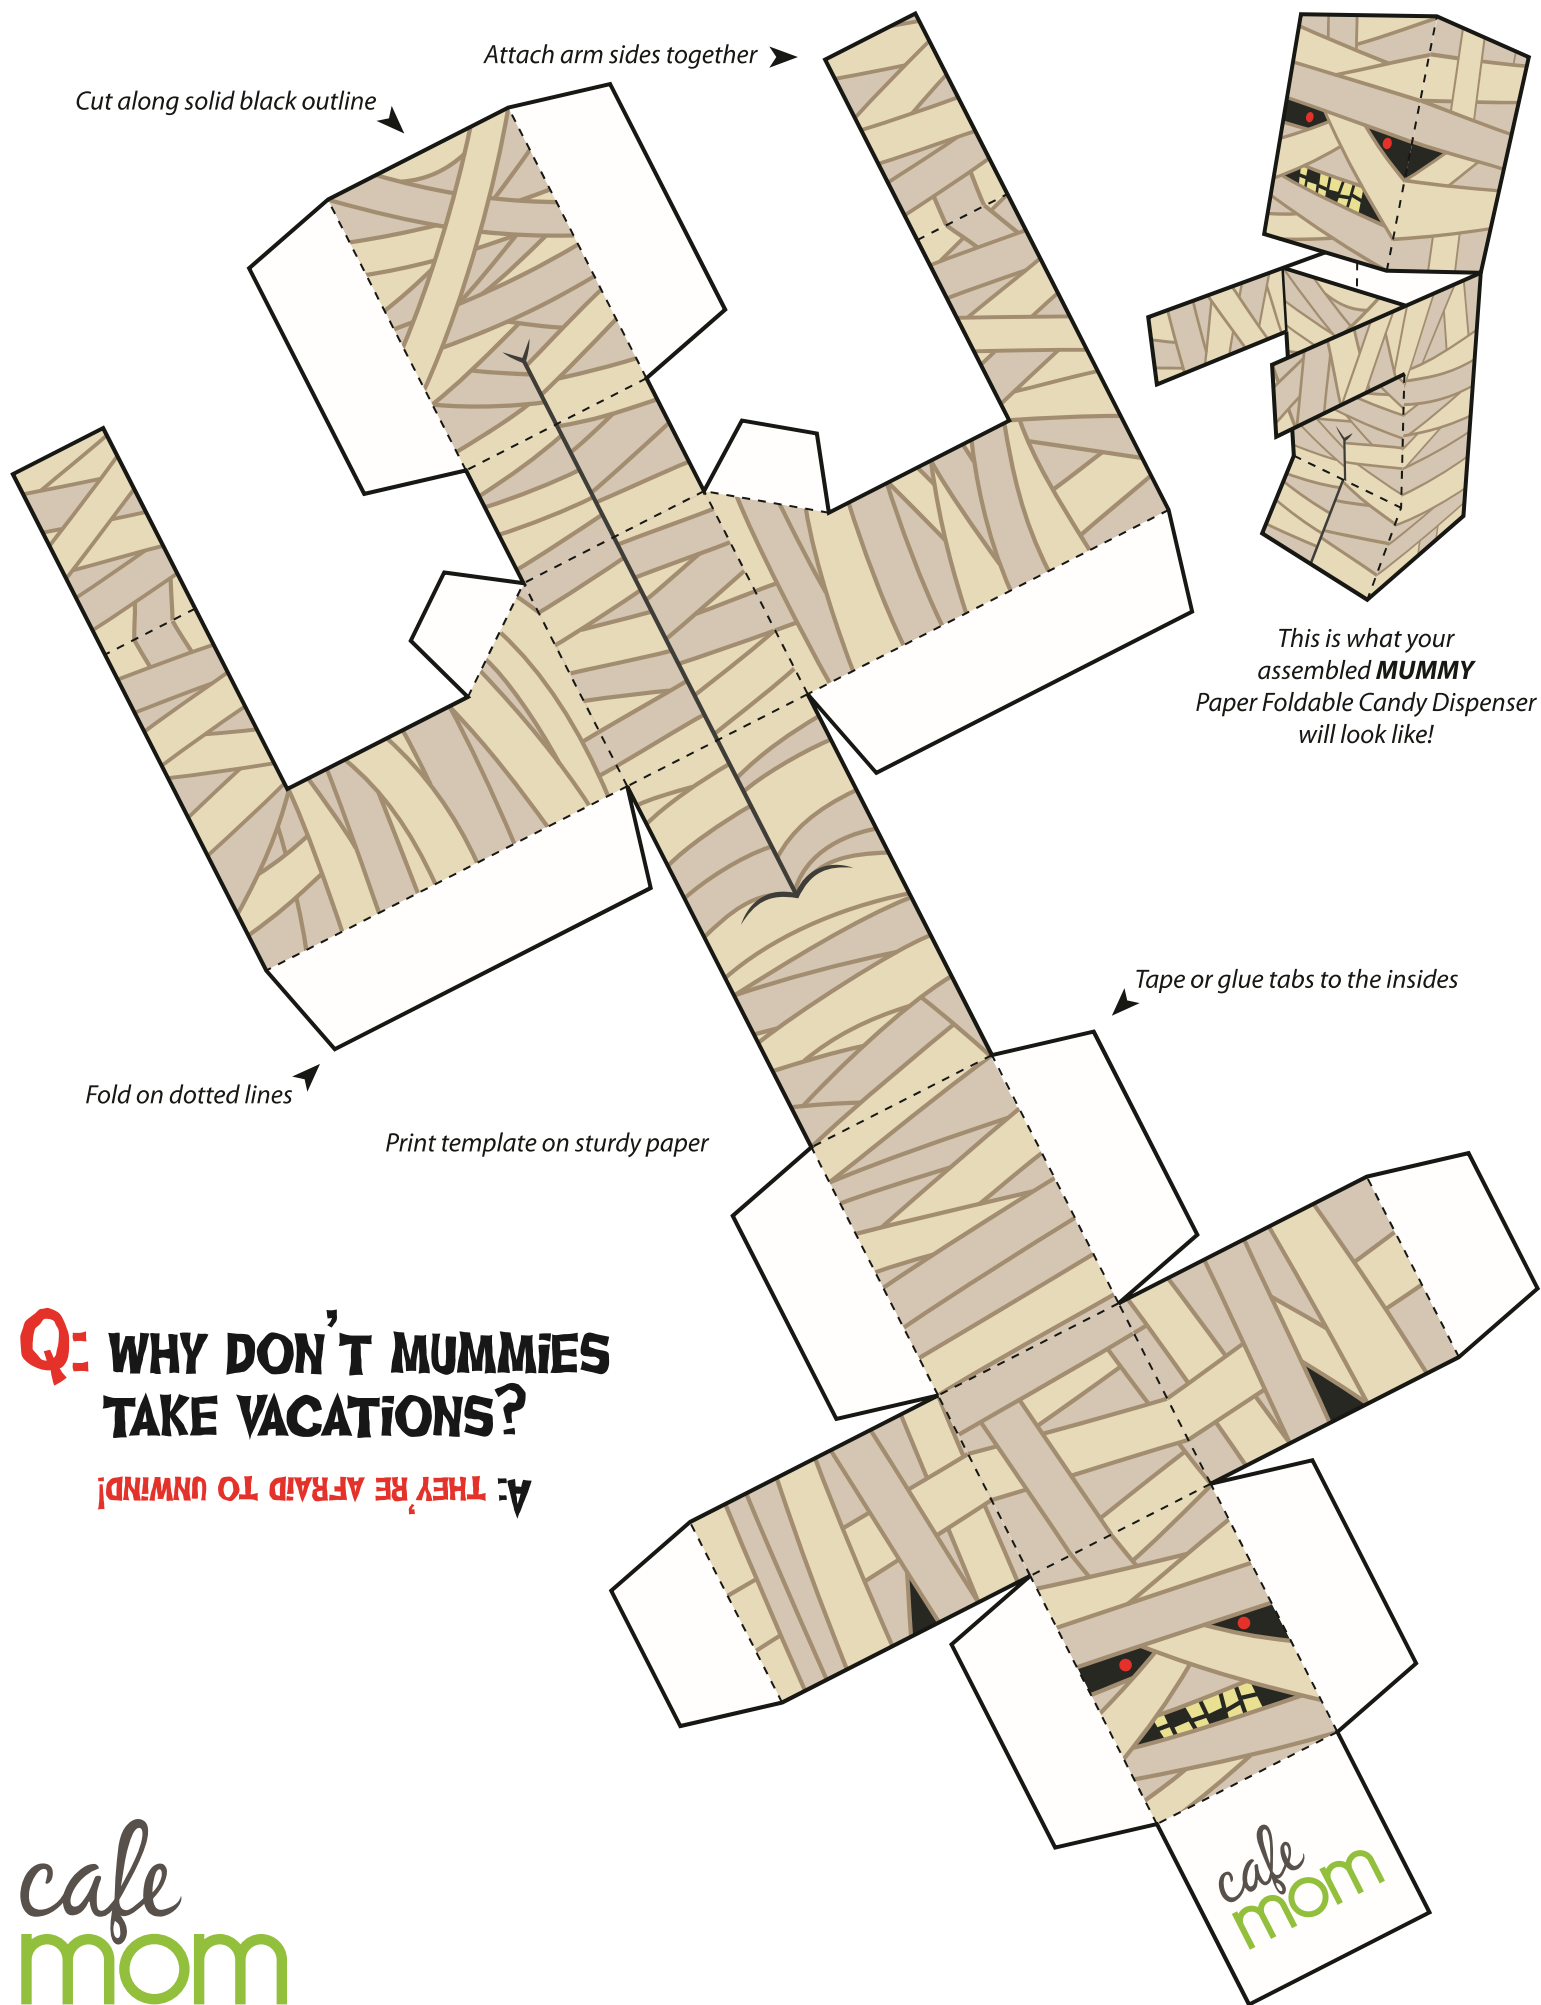 Attach arm sides together
Cut along solid black outline
This is what your
assembled MUMMY
Paper Foldable Candy Dispenser
will look like!
Tape or glue tabs to the insides
Fold on dotted lines
Print template on sturdy paper
Q: WHY DON'T MUMMiES
TAKE VACATiONS?
A: THEY'RE AFRAiD TO UNWiND!
cafe
mom
cafe
mom